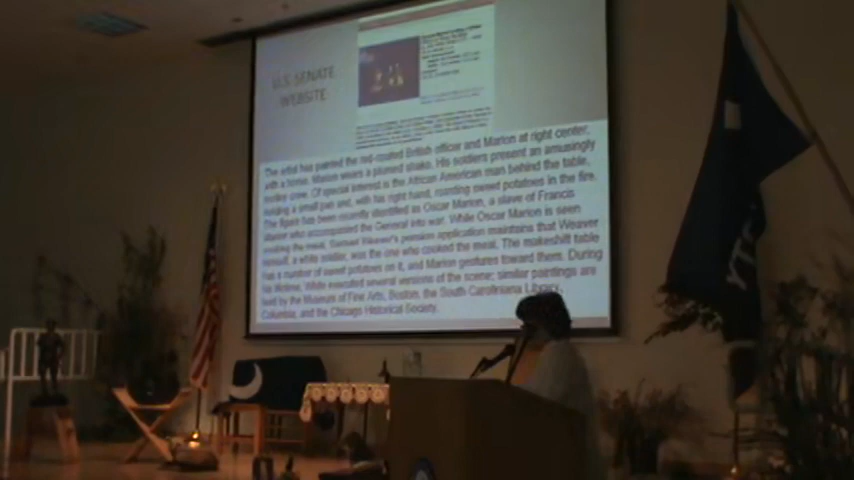 U.S. SENATE
WEBSITE
The artist has painted the red-coated British officer and Marion at right center,
with a horse. Marion wears a plumed shako. His soldiers present an amusingly
motley crew. Of special interest is the African American man behind the table,
holding a small pan and, with his right hand, roasting sweet potatoes in the fire.
The figure has been recently identified as Oscar Marion, a slave of Francis
Marion who accompanied the General into war. While Oscar Marion is seen
cooking the meal, Samuel Weaver's pension application maintains that Weaver
himself, a white soldier, was the one who cooked the meal. The makeshift table
has a number of sweet potatoes on it, and Marion gestures toward them. During
his lifetime, White executed several versions of the scene; similar paintings are
held by the Museum of Fine Arts, Boston, the South Caroliniana Library,
Columbia, and the Chicago Historical Society.